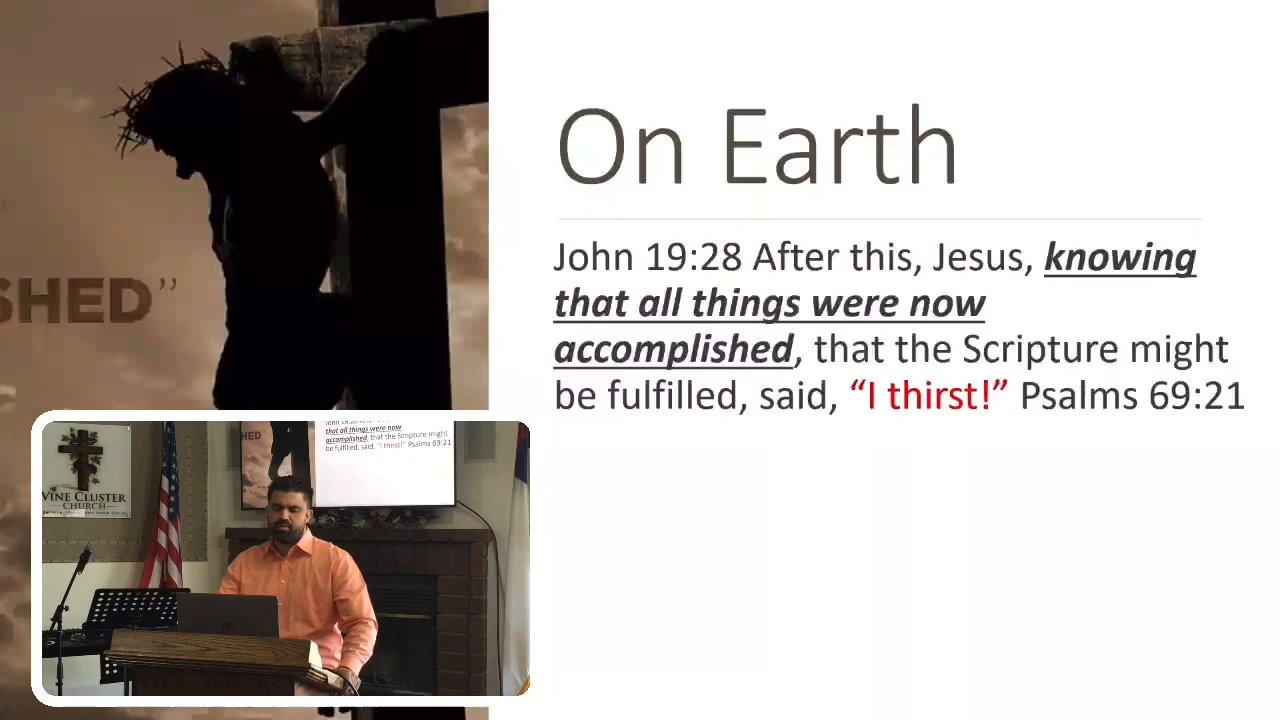 On Earth
John 19:28 After this, Jesus, knowing
that all things were now
accomplished, that the Scripture might
be fulfilled, said, “I thirst!” Psalms 69:21
SHED”
HED
that all things were now
accomplished, that the Scripture might
be fulfilled, said, “I thirst!” Psalms 69:21
VINE CLUSTER
CHURCH